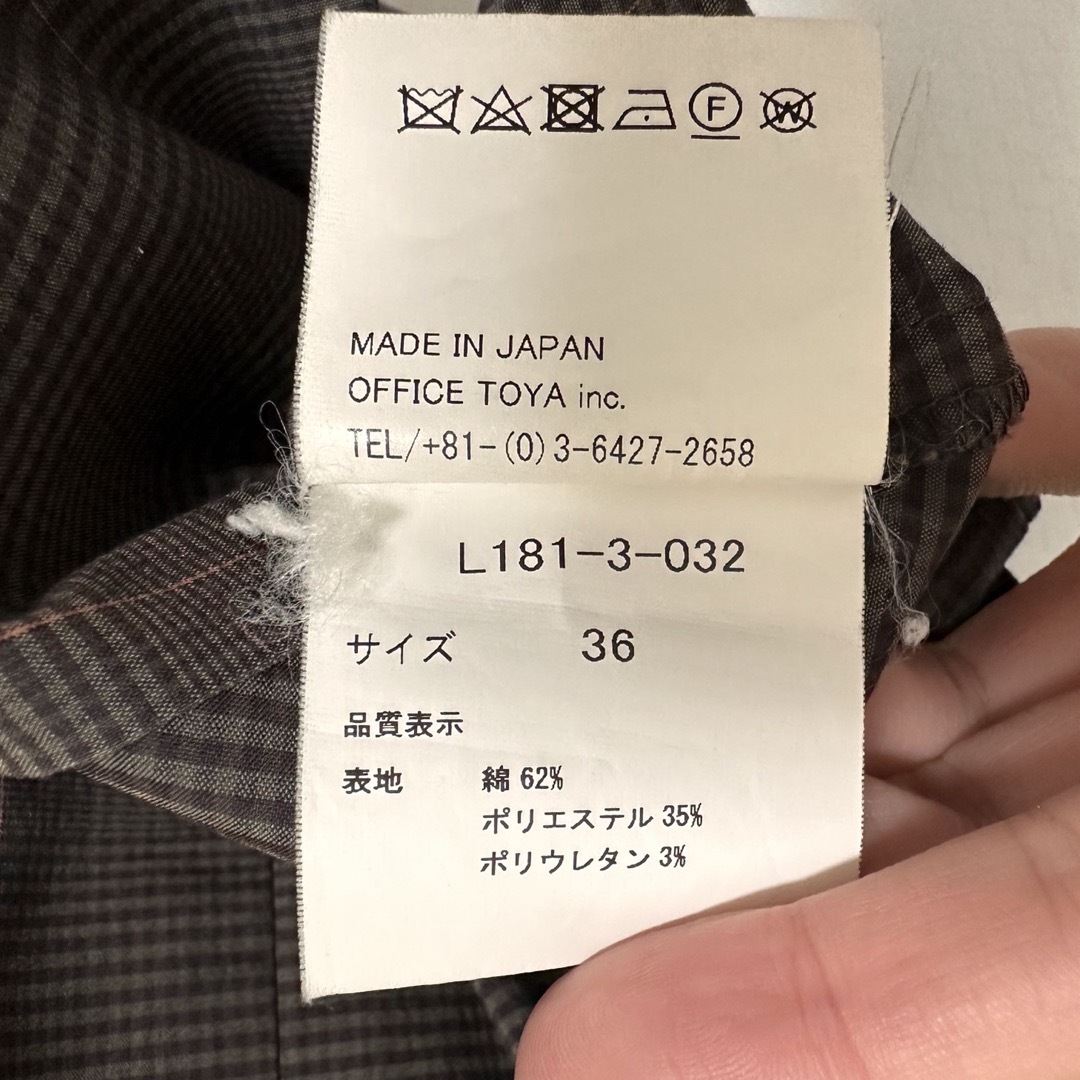 F W
MADE IN JAPAN
OFFICE TOYA inc.
TEL/+81-(0)3-6427-2658
L181-3-032
サイズ 36
品質表示
表地 綿 62%
ポリエステル 35%
ポリウレタン 3%